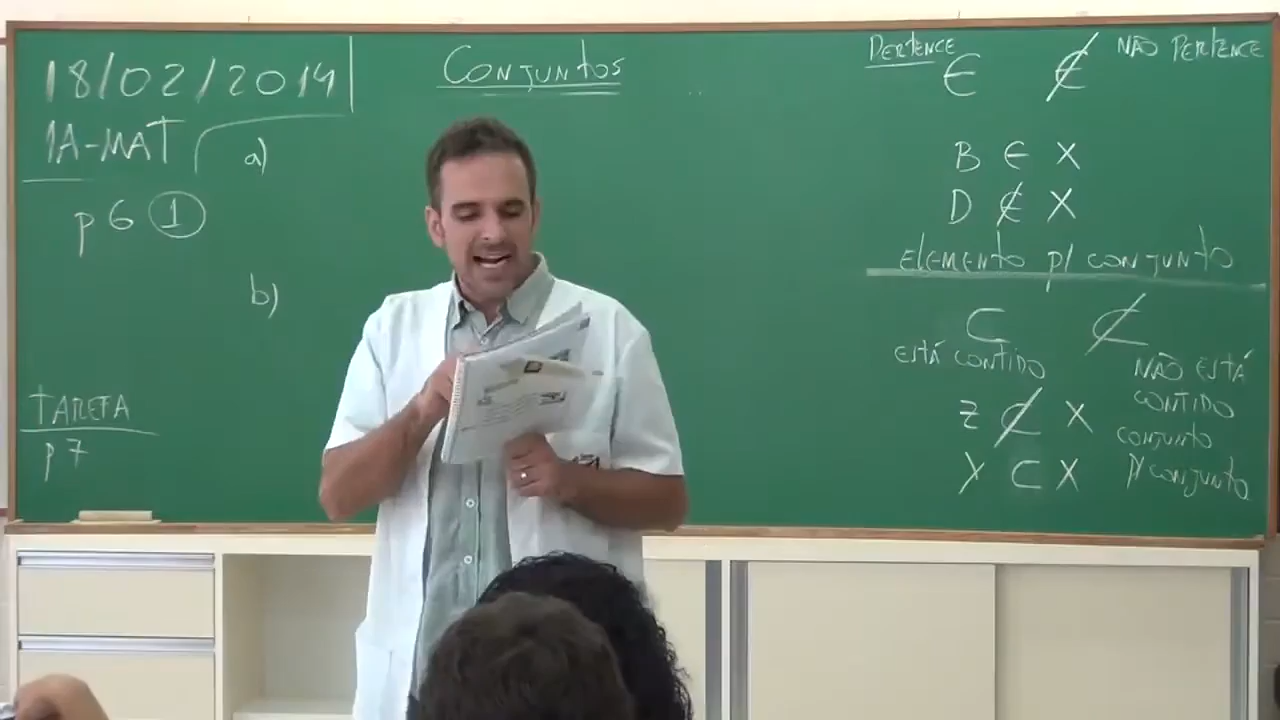 18/02/2014
1A-MAT
p 6 1
a)
b)
TAREFA
p 7
CONJUNTOS
PERTENCE
∈ ∉
NÃO PERTENCE
B ∈ X
D ∉ X
ELEMENTO p/ CONJUNTO
⊂ ⊄
ESTÁ CONTIDO
NÃO ESTÁ
CONTIDO
Z ⊄ X
CONJUNTO
P/ CONJUNTO
Y ⊂ X